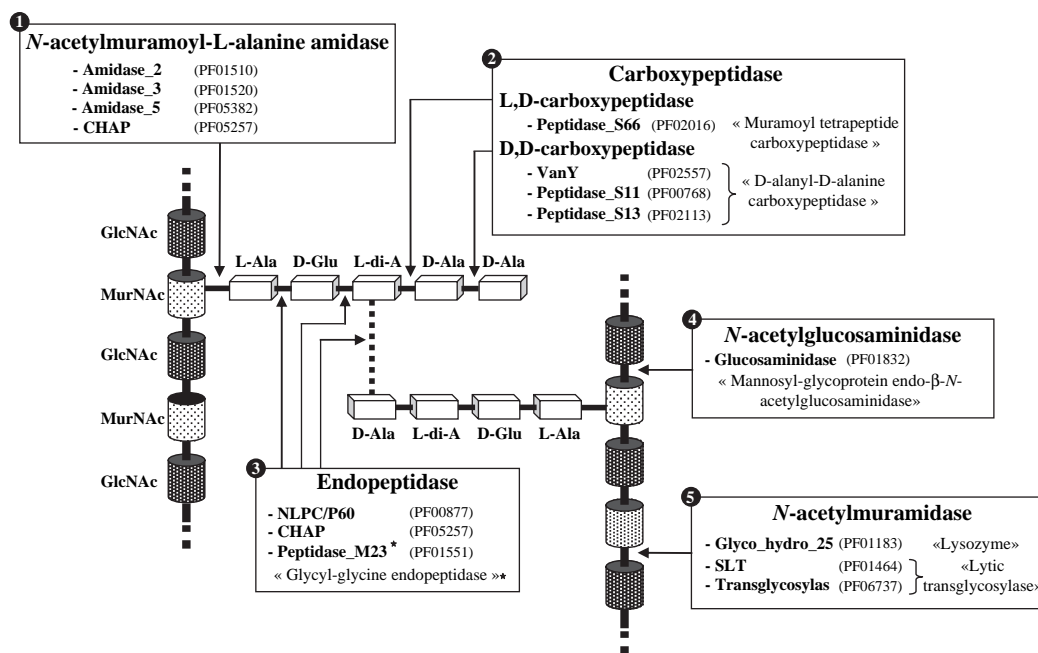 1
N-acetylmuramoyl-L-alanine amidase
- Amidase_2 (PF01510)
- Amidase_3 (PF01520)
- Amidase_5 (PF05382)
- CHAP (PF05257)
2
Carboxypeptidase
L,D-carboxypeptidase
- Peptidase_S66 (PF02016) « Muramoyl tetrapeptide carboxypeptidase »
D,D-carboxypeptidase
- VanY (PF02557)
- Peptidase_S11 (PF00768)
- Peptidase_S13 (PF02113)
« D-alanyl-D-alanine
carboxypeptidase »
GlcNAc
MurNAc
GlcNAc
MurNAc
GlcNAc
L-Ala D-Glu L-di-A D-Ala D-Ala
D-Ala L-di-A D-Glu L-Ala
3
Endopeptidase
- NLPC/P60 (PF00877)
- CHAP (PF05257)
- Peptidase_M23* (PF01551)
« Glycyl-glycine endopeptidase »*
4
N-acetylglucosaminidase
- Glucosaminidase (PF01832)
« Mannosyl-glycoprotein endo-β-N-
acetylglucosaminidase»
5
N-acetylmuramidase
- Glyco_hydro_25 (PF01183) «Lysozyme»
- SLT (PF01464) «Lytic
- Transglycosylas (PF06737) transglycosylase»